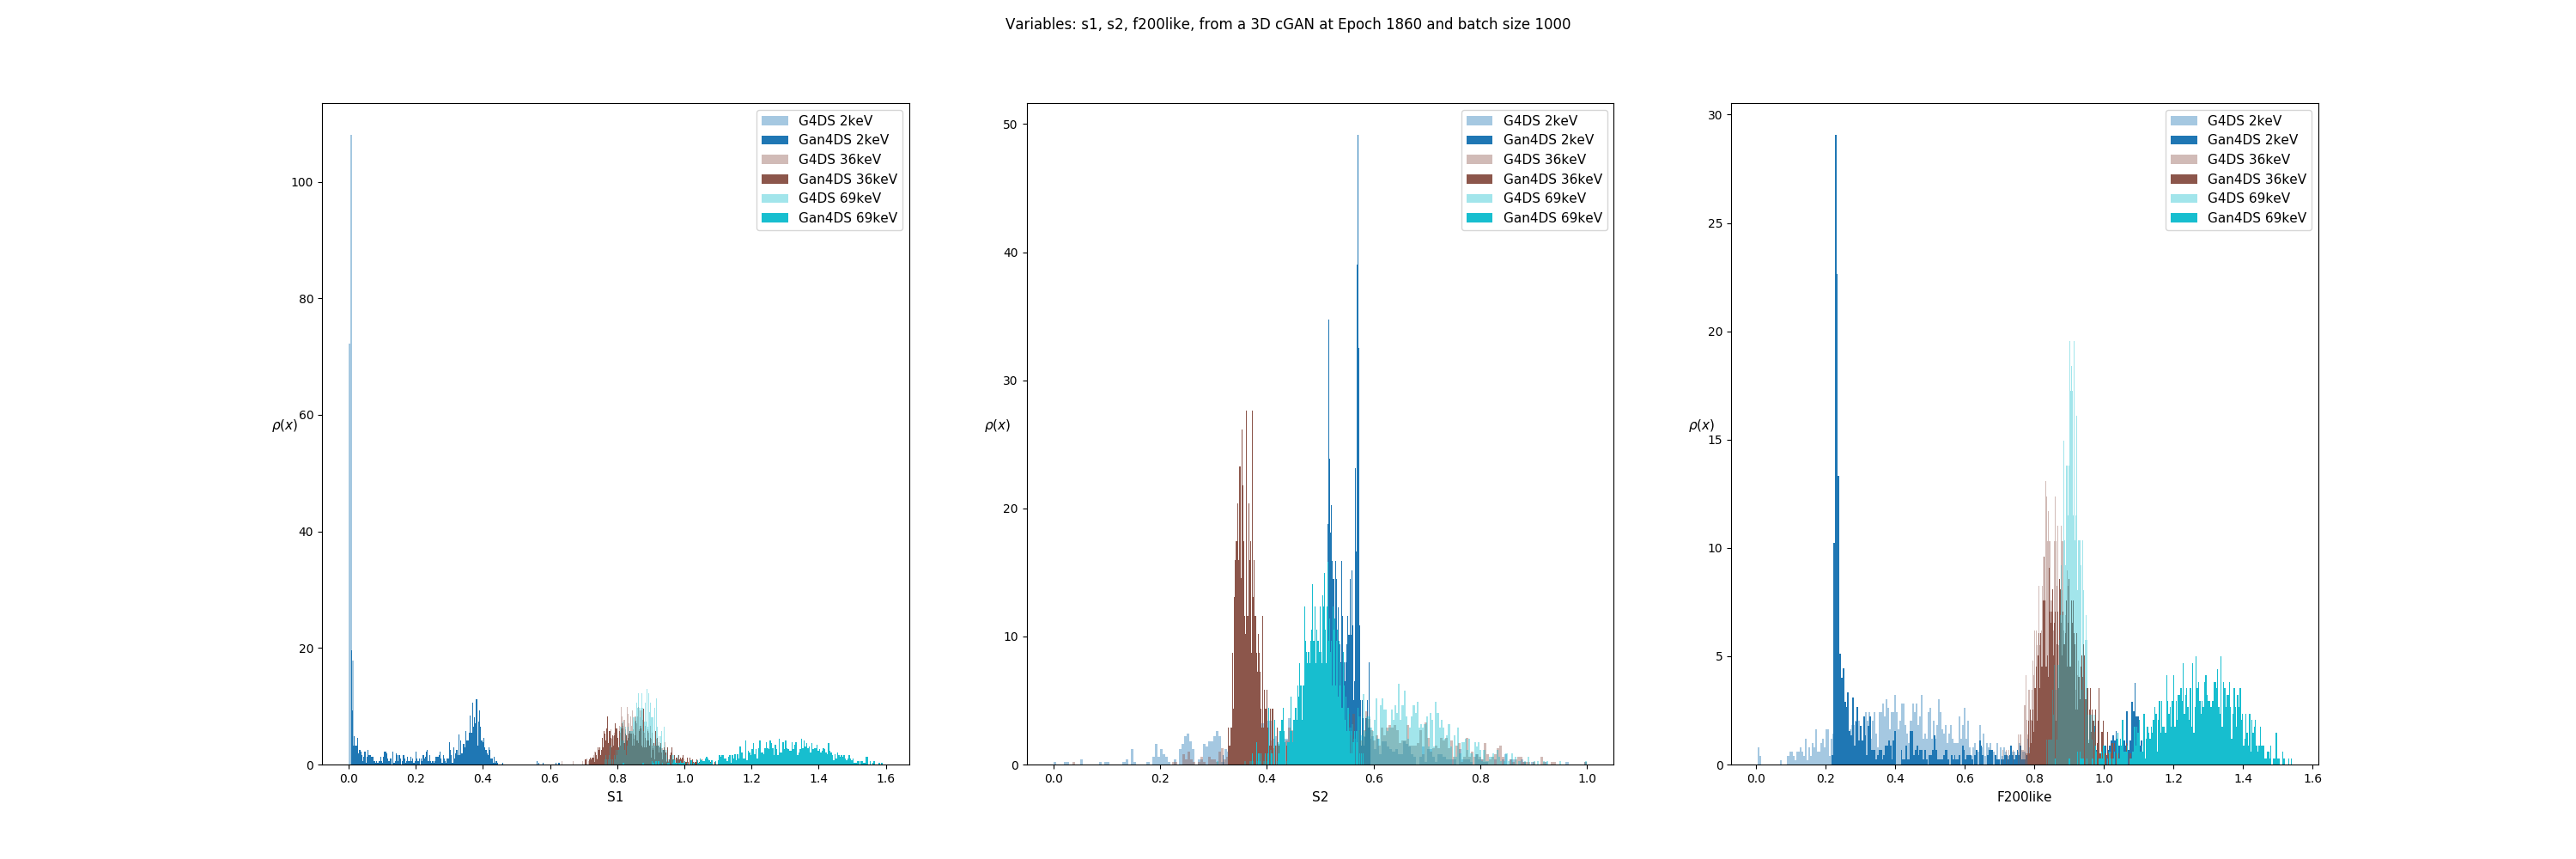 Variables: s1, s2, f200like, from a 3D cGAN at Epoch 1860 and batch size 1000
G4DS 2keV
Gan4DS 2keV
G4DS 36keV
Gan4DS 36keV
G4DS 69keV
Gan4DS 69keV
100
80
60
40
20
0
ρ(x)
0.0 0.2 0.4 0.6 0.8 1.0 1.2 1.4 1.6
S1
G4DS 2keV
Gan4DS 2keV
G4DS 36keV
Gan4DS 36keV
G4DS 69keV
Gan4DS 69keV
50
40
30
20
10
0
ρ(x)
0.0 0.2 0.4 0.6 0.8 1.0
S2
G4DS 2keV
Gan4DS 2keV
G4DS 36keV
Gan4DS 36keV
G4DS 69keV
Gan4DS 69keV
30
25
20
15
10
5
0
ρ(x)
0.0 0.2 0.4 0.6 0.8 1.0 1.2 1.4 1.6
F200like